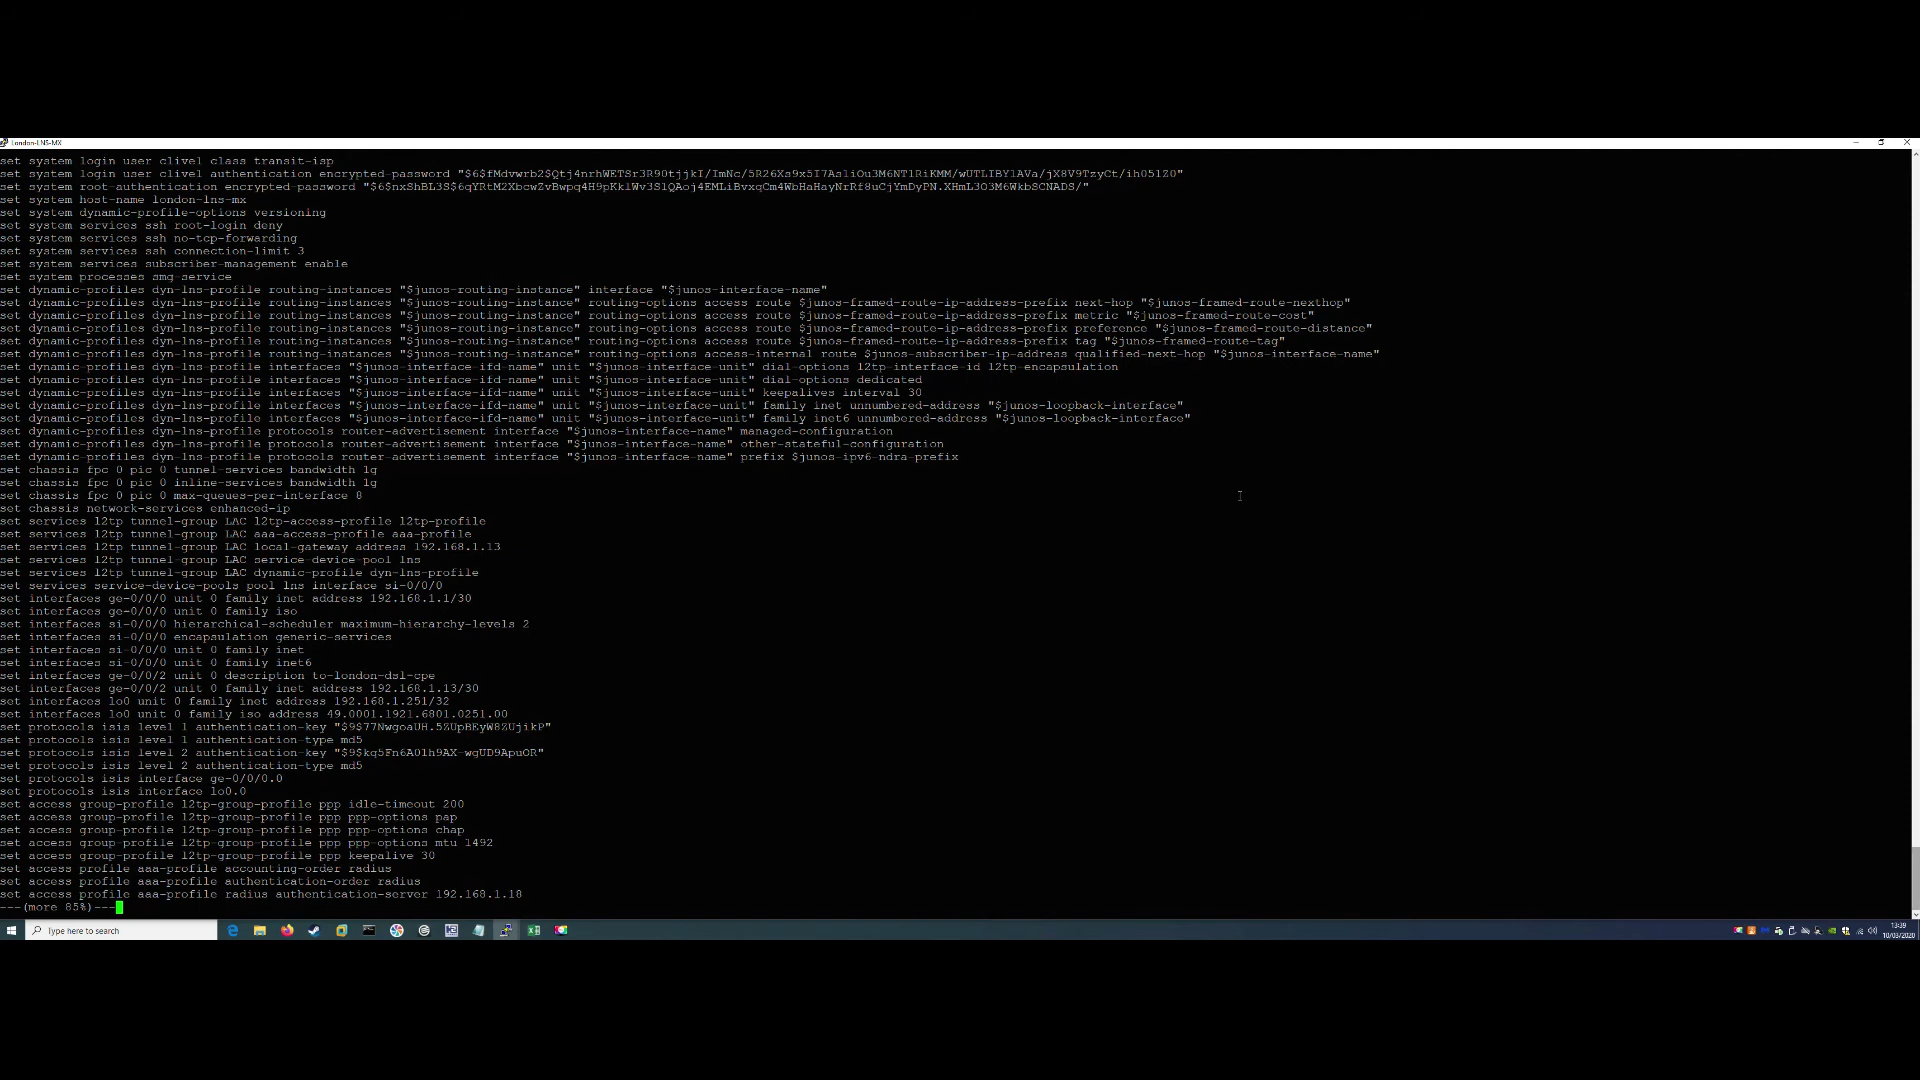 London-LNS-MX
set system login user clivel class transit-isp
set system login user clivel authentication encrypted-password
set system root-authentication encrypted-password
set system host-name london-lns-mx
set system dynamic-profile-options versioning
set system services ssh root-login deny
set system services ssh no-tcp-forwarding
set system services ssh connection-limit 3
set system services subscriber-management enable
set system processes smg-service
set dynamic-profiles dyn-lns-profile routing-instances "$junos-routing-instance" interface "$junos-interface-name"
set dynamic-profiles dyn-lns-profile routing-instances "$junos-routing-instance" routing-options access route $junos-framed-route-ip-address-prefix next-hop "$junos-framed-route-nexthop"
set dynamic-profiles dyn-lns-profile routing-instances "$junos-routing-instance" routing-options access route $junos-framed-route-ip-address-prefix metric "$junos-framed-route-cost"
set dynamic-profiles dyn-lns-profile routing-instances "$junos-routing-instance" routing-options access route $junos-framed-route-ip-address-prefix preference "$junos-framed-route-distance"
set dynamic-profiles dyn-lns-profile routing-instances "$junos-routing-instance" routing-options access route $junos-framed-route-ip-address-prefix tag "$junos-framed-route-tag"
set dynamic-profiles dyn-lns-profile routing-instances "$junos-routing-instance" routing-options access-internal route $junos-subscriber-ip-address qualified-next-hop "$junos-interface-name"
set dynamic-profiles dyn-lns-profile interfaces "$junos-interface-ifd-name" unit "$junos-interface-unit" dial-options l2tp-interface-id l2tp-encapsulation
set dynamic-profiles dyn-lns-profile interfaces "$junos-interface-ifd-name" unit "$junos-interface-unit" dial-options dedicated
set dynamic-profiles dyn-lns-profile interfaces "$junos-interface-ifd-name" unit "$junos-interface-unit" keepalives interval 30
set dynamic-profiles dyn-lns-profile interfaces "$junos-interface-ifd-name" unit "$junos-interface-unit" family inet unnumbered-address "$junos-loopback-interface"
set dynamic-profiles dyn-lns-profile interfaces "$junos-interface-ifd-name" unit "$junos-interface-unit" family inet6 unnumbered-address "$junos-loopback-interface"
set dynamic-profiles dyn-lns-profile protocols router-advertisement interface "$junos-interface-name" managed-configuration
set dynamic-profiles dyn-lns-profile protocols router-advertisement interface "$junos-interface-name" other-stateful-configuration
set dynamic-profiles dyn-lns-profile protocols router-advertisement interface "$junos-interface-name" prefix $junos-ipv6-ndra-prefix
set chassis fpc 0 pic 0 tunnel-services bandwidth 1g
set chassis fpc 0 pic 0 inline-services bandwidth 1g
set chassis fpc 0 pic 0 max-queues-per-interface 8
set chassis network-services enhanced-ip
set services l2tp tunnel-group LAC l2tp-access-profile l2tp-profile
set services l2tp tunnel-group LAC aaa-access-profile aaa-profile
set services l2tp tunnel-group LAC local-gateway address 192.168.1.13
set services l2tp tunnel-group LAC service-device-pool lns
set services l2tp tunnel-group LAC dynamic-profile dyn-lns-profile
set services service-device-pools pool lns interface si-0/0/0
set interfaces ge-0/0/0 unit 0 family inet address 192.168.1.1/30
set interfaces ge-0/0/0 unit 0 family iso
set interfaces si-0/0/0 hierarchical-scheduler maximum-hierarchy-levels 2
set interfaces si-0/0/0 encapsulation generic-services
set interfaces si-0/0/0 unit 0 family inet
set interfaces si-0/0/0 unit 0 family inet6
set interfaces ge-0/0/2 unit 0 description to-london-dsl-cpe
set interfaces ge-0/0/2 unit 0 family inet address 192.168.1.13/30
set interfaces lo0 unit 0 family inet address 192.168.1.251/32
set interfaces lo0 unit 0 family iso address 49.0001.1921.6801.0251.00
set protocols isis level 1 authentication-key
set protocols isis level 1 authentication-type md5
set protocols isis level 2 authentication-key
set protocols isis level 2 authentication-type md5
set protocols isis interface ge-0/0/0.0
set protocols isis interface lo0.0
set access group-profile l2tp-group-profile ppp idle-timeout 200
set access group-profile l2tp-group-profile ppp ppp-options pap
set access group-profile l2tp-group-profile ppp ppp-options chap
set access group-profile l2tp-group-profile ppp ppp-options mtu 1492
set access group-profile l2tp-group-profile ppp keepalive 30
set access profile aaa-profile accounting-order radius
set access profile aaa-profile authentication-order radius
set access profile aaa-profile radius authentication-server 192.168.1.18
---(more 85%)---
Type here to search
13:39
10/03/2020